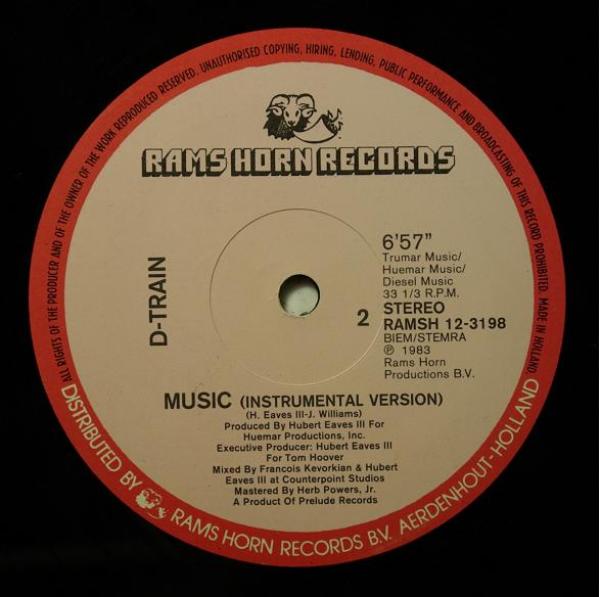 ALL RIGHTS OF THE PRODUCER AND OF THE OWNER OF THE WORK REPRODUCED RESERVED. UNAUTHORISED COPYING, HIRING, LENDING, PUBLIC PERFORMANCE AND BROADCASTING OF THIS RECORD PROHIBITED. MADE IN HOLLAND.
RAMS HORN RECORDS
D-TRAIN
6'57"
Trumar Music/
Huemar Music/
Diesel Music
33 1/3 R.P.M.
STEREO
2
RAMSH 12-3198
BIEM/STEMRA
℗ 1983
Rams Horn
Productions B.V.
MUSIC (INSTRUMENTAL VERSION)
(H. Eaves III-J. Williams)
Produced By Hubert Eaves III For
Huemar Productions, Inc.
Executive Producer: Hubert Eaves III
For Tom Hoover
Mixed By Francois Kevorkian & Hubert
Eaves III at Counterpoint Studios
Mastered By Herb Powers, Jr.
A Product Of Prelude Records
DISTRIBUTED BY RAMS HORN RECORDS B.V. AERDENHOUT-HOLLAND